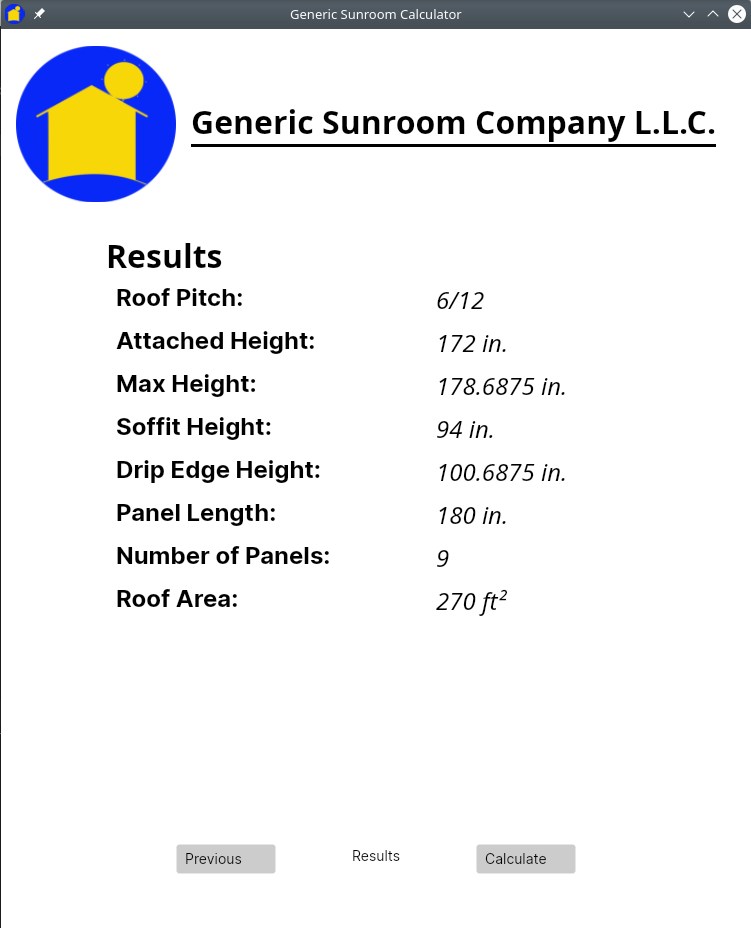 Generic Sunroom Calculator
Generic Sunroom Company L.L.C.
Results
Roof Pitch: 6/12
Attached Height: 172 in.
Max Height: 178.6875 in.
Soffit Height: 94 in.
Drip Edge Height: 100.6875 in.
Panel Length: 180 in.
Number of Panels: 9
Roof Area: 270 ft²
Previous Results Calculate